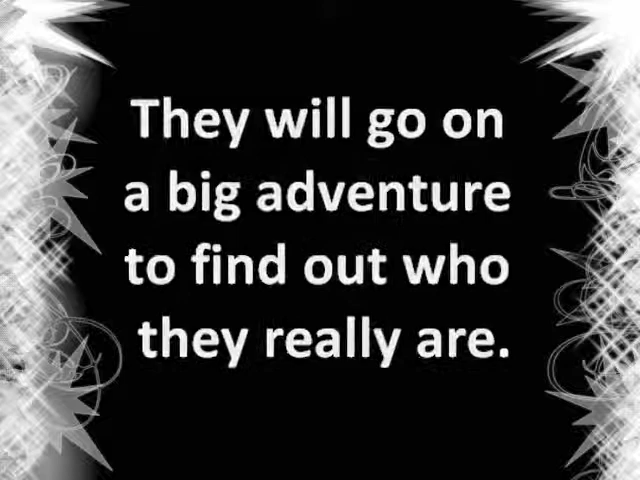 They will go on
a big adventure
to find out who
they really are.